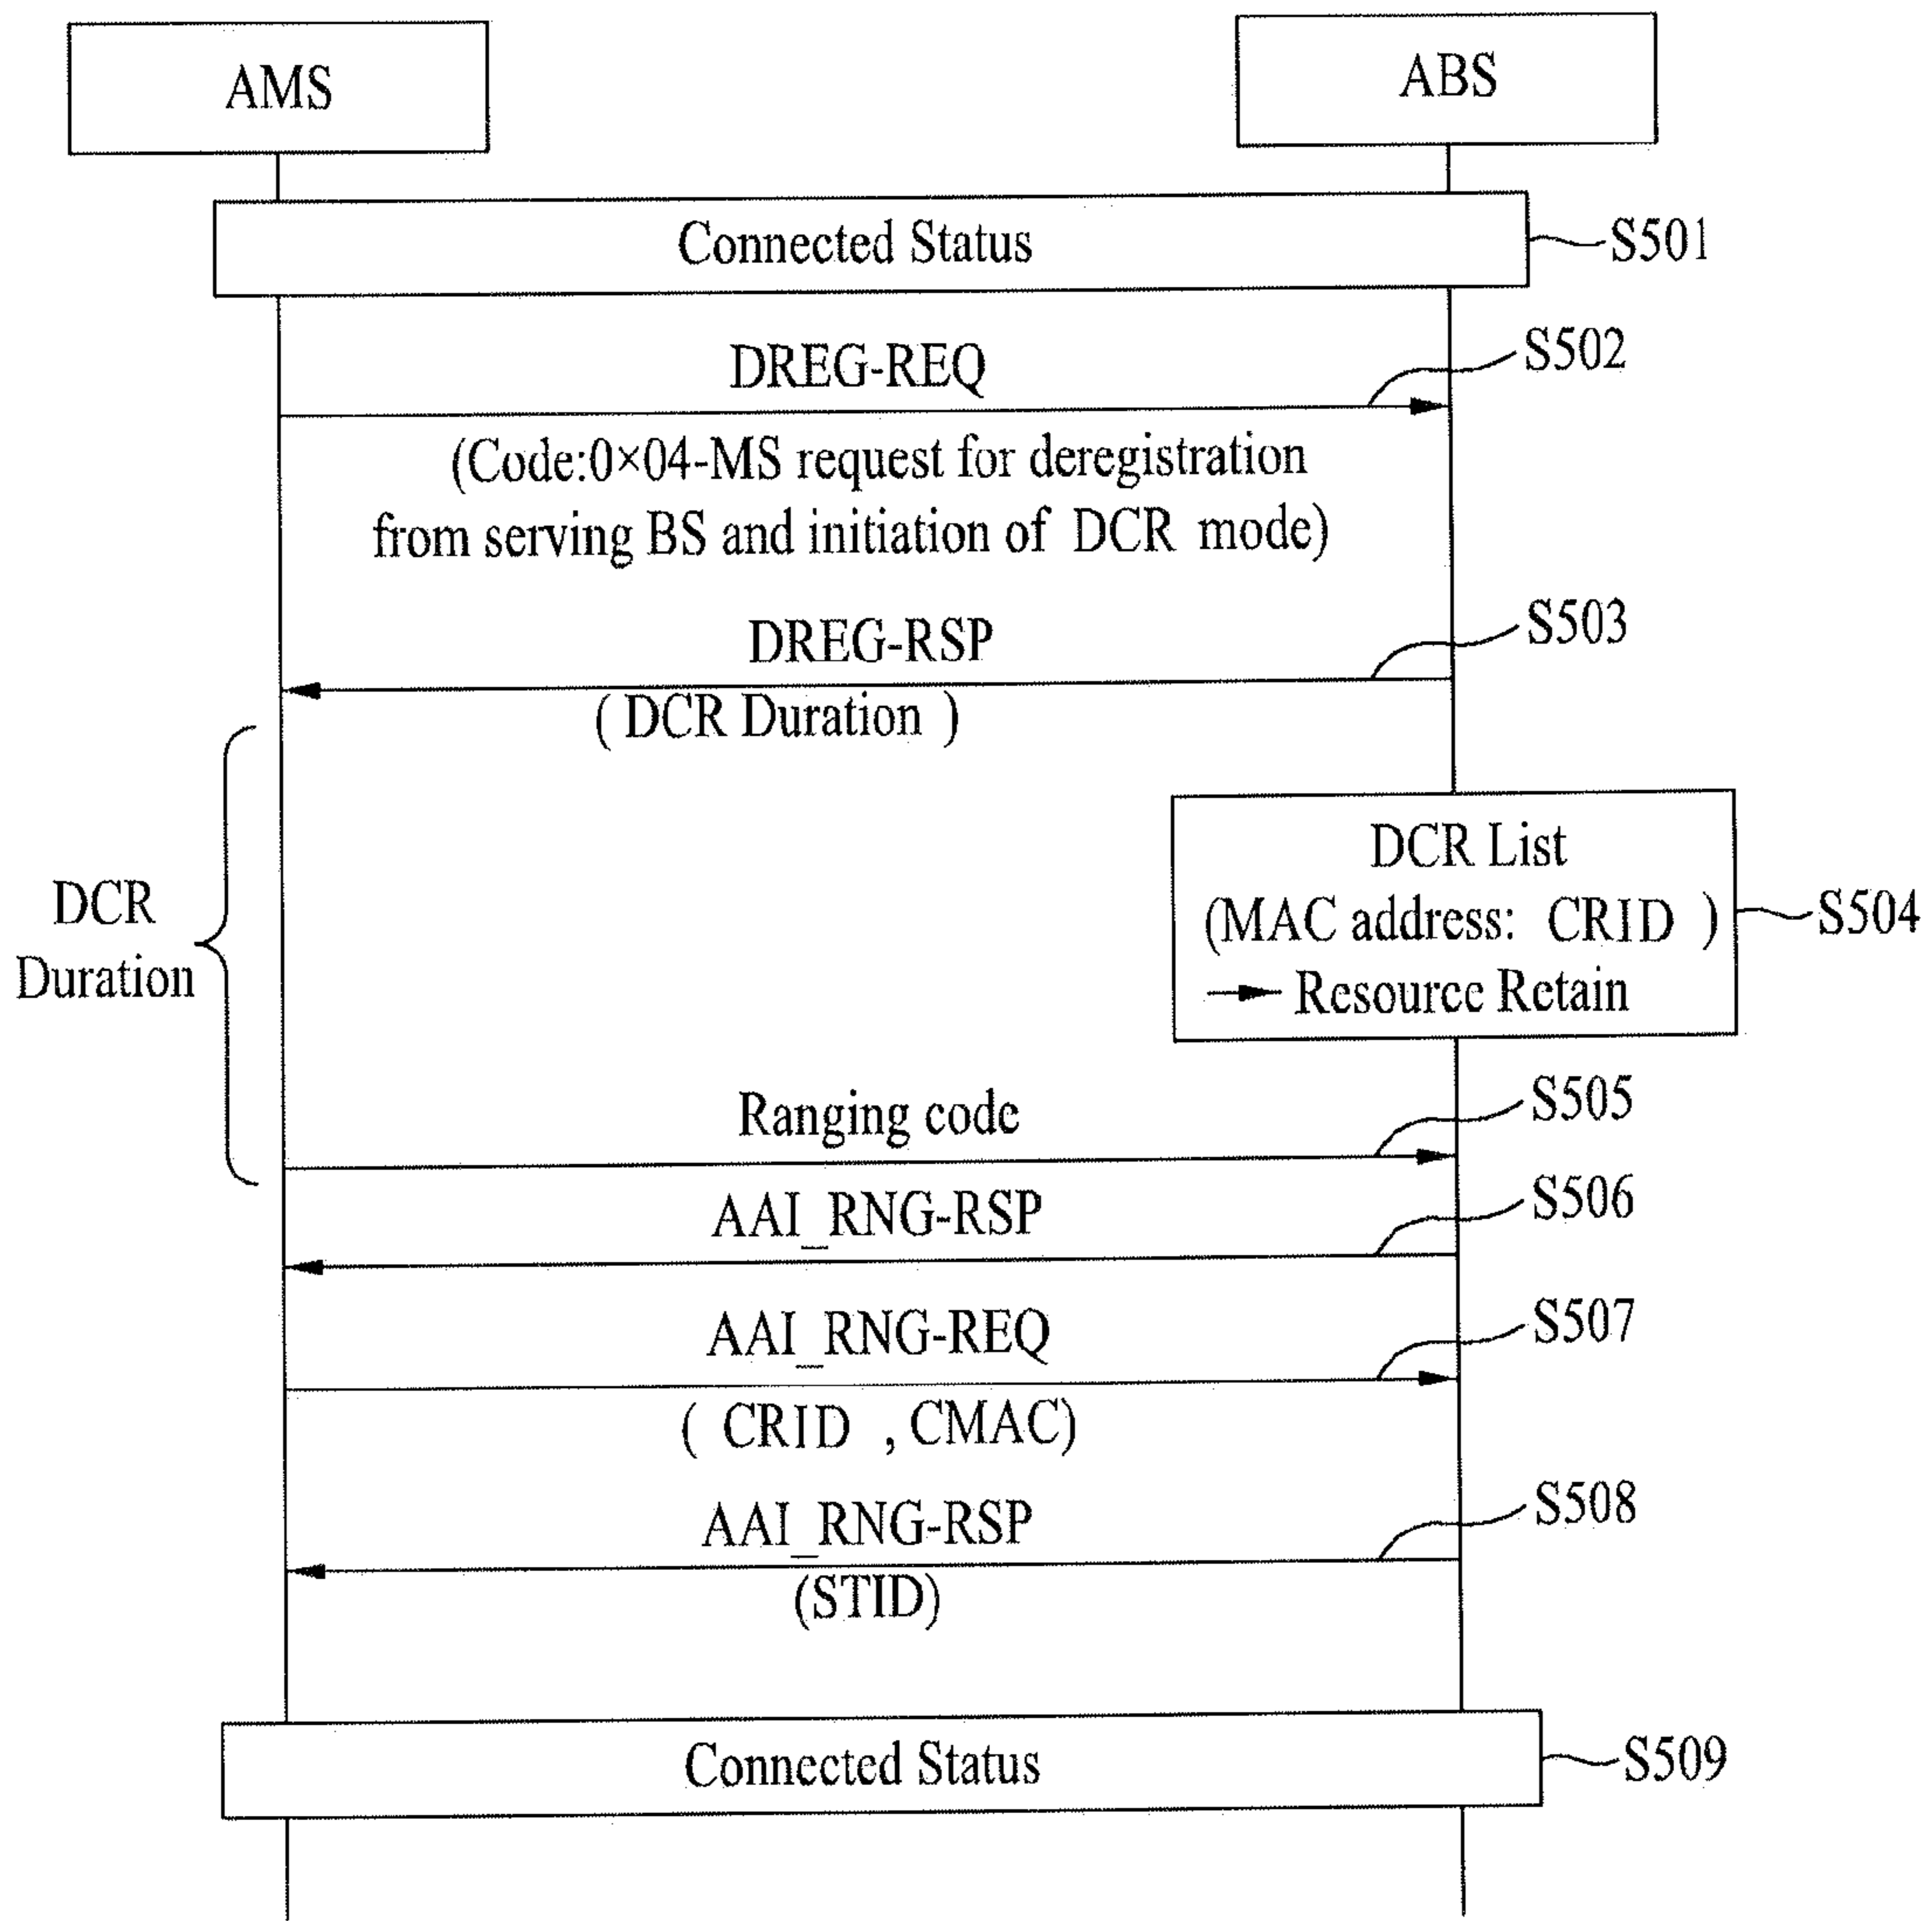 AMS
ABS
Connected Status
S501
DREG-REQ
S502
(Code:0×04-MS request for deregistration
from serving BS and initiation of DCR mode)
DREG-RSP
S503
( DCR Duration )
DCR List
(MAC address: CRID )
Resource Retain
S504
DCR
Duration
Ranging code
S505
AAI_RNG-RSP
S506
AAI_RNG-REQ
S507
( CRID , CMAC)
AAI_RNG-RSP
S508
(STID)
Connected Status
S509